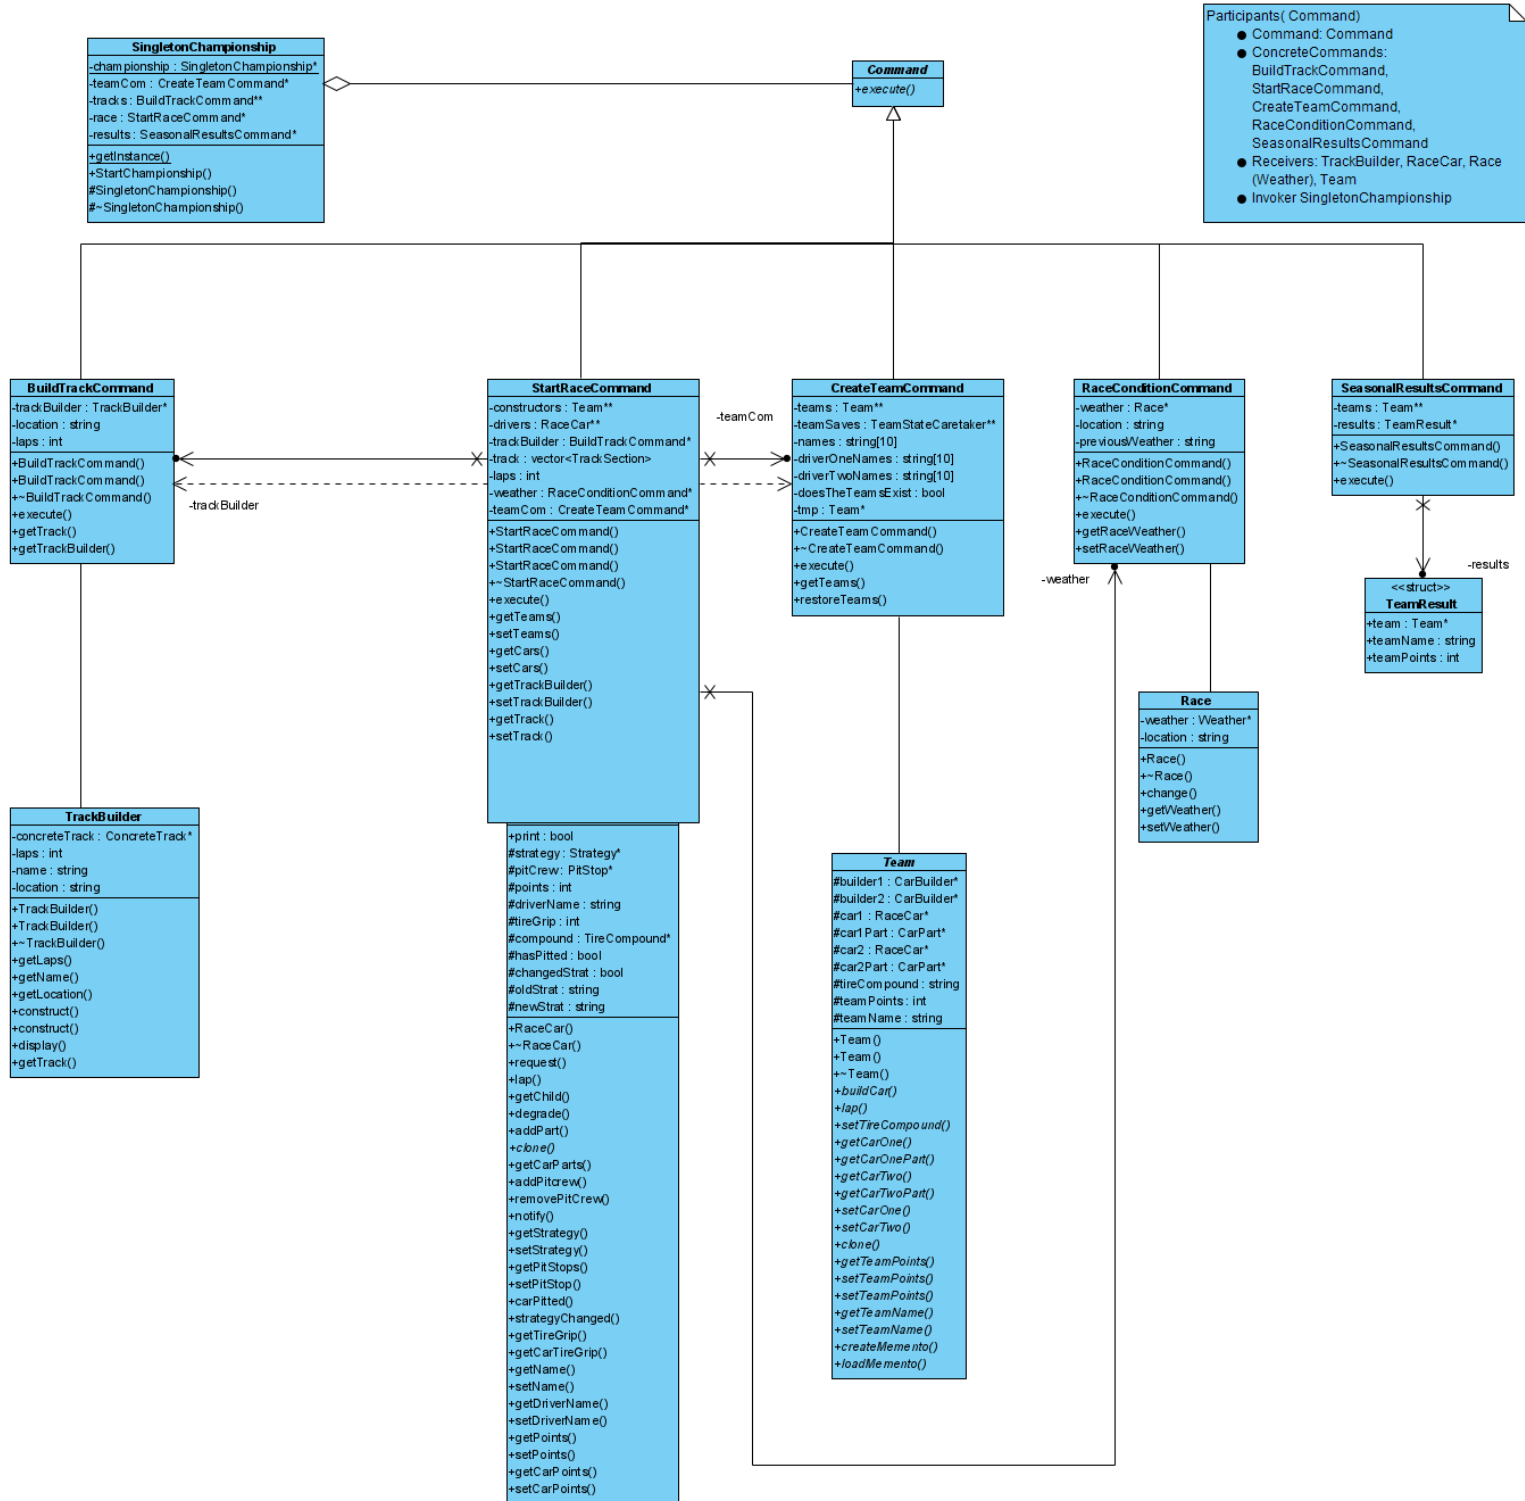 SingletonChampionship
-championship : SingletonChampionship*
-teamCom : CreateTeamCommand*
-tracks : BuildTrackCommand**
-race : StartRaceCommand*
-results : SeasonalResultsCommand*
+getInstance()
+StartChampionship()
#SingletonChampionship()
#~SingletonChampionship()
Command
+execute()
Participants( Command)
● Command: Command
● ConcreteCommands:
BuildTrackCommand,
StartRaceCommand,
CreateTeamCommand,
RaceConditionCommand,
SeasonalResultsCommand
● Receivers: TrackBuilder, RaceCar, Race
(Weather), Team
● Invoker SingletonChampionship
BuildTrackCommand
-trackBuilder : TrackBuilder*
-location : string
-laps : int
+BuildTrackCommand()
+BuildTrackCommand()
+~BuildTrackCommand()
+execute()
+getTrack()
+getTrackBuilder()
-trackBuilder
StartRaceCommand
-constructors : Team**
-drivers : RaceCar**
-trackBuilder : BuildTrackCommand*
-track : vector<TrackSection>
-laps : int
-weather : RaceConditionCommand*
-teamCom : CreateTeamCommand*
+StartRaceCommand()
+StartRaceCommand()
+StartRaceCommand()
+~StartRaceCommand()
+execute()
+getTeams()
+setTeams()
+getCars()
+setCars()
+getTrackBuilder()
+setTrackBuilder()
+getTrack()
+setTrack()
-teamCom
CreateTeamCommand
-teams : Team**
-teamSaves : TeamStateCaretaker**
-names : string[10]
-driverOneNames : string[10]
-driverTwoNames : string[10]
-doesTheTeamsExist : bool
-tmp : Team*
+CreateTeamCommand()
+~CreateTeamCommand()
+execute()
+getTeams()
+restoreTeams()
RaceConditionCommand
-weather : Race*
-location : string
-previousWeather : string
+RaceConditionCommand()
+RaceConditionCommand()
+~RaceConditionCommand()
+execute()
+getRaceWeather()
+setRaceWeather()
-weather
SeasonalResultsCommand
-teams : Team**
-results : TeamResult*
+SeasonalResultsCommand()
+~SeasonalResultsCommand()
+execute()
-results
<<struct>>
TeamResult
+team : Team*
+teamName : string
+teamPoints : int
Race
-weather : Weather*
-location : string
+Race()
+~Race()
+change()
+getWeather()
+setWeather()
TrackBuilder
-concreteTrack : ConcreteTrack*
-laps : int
-name : string
-location : string
+TrackBuilder()
+TrackBuilder()
+~TrackBuilder()
+getLaps()
+getName()
+getLocation()
+construct()
+construct()
+display()
+getTrack()
+print : bool
#strategy : Strategy*
#pitCrew : PitStop*
#points : int
#driverName : string
#tireGrip : int
#compound : TireCompound*
#hasPitted : bool
#changedStrat : bool
#oldStrat : string
#newStrat : string
+RaceCar()
+~RaceCar()
+request()
+lap()
+getChild()
+degrade()
+addPart()
+clone()
+getCarParts()
+addPitcrew()
+removePitCrew()
+notify()
+getStrategy()
+setStrategy()
+getPitStops()
+setPitStop()
+carPitted()
+strategyChanged()
+getTireGrip()
+getCarTireGrip()
+getName()
+setName()
+getDriverName()
+setDriverName()
+getPoints()
+setPoints()
+getCarPoints()
+setCarPoints()
Team
#builder1 : CarBuilder*
#builder2 : CarBuilder*
#car1 : RaceCar*
#car1Part : CarPart*
#car2 : RaceCar*
#car2Part : CarPart*
#tireCompound : string
#teamPoints : int
#teamName : string
+Team()
+Team()
+~Team()
+buildCar()
+lap()
+setTireCompound()
+getCarOne()
+getCarOnePart()
+getCarTwo()
+getCarTwoPart()
+setCarOne()
+setCarTwo()
+clone()
+getTeamPoints()
+setTeamPoints()
+setTeamPoints()
+getTeamName()
+setTeamName()
+createMemento()
+loadMemento()